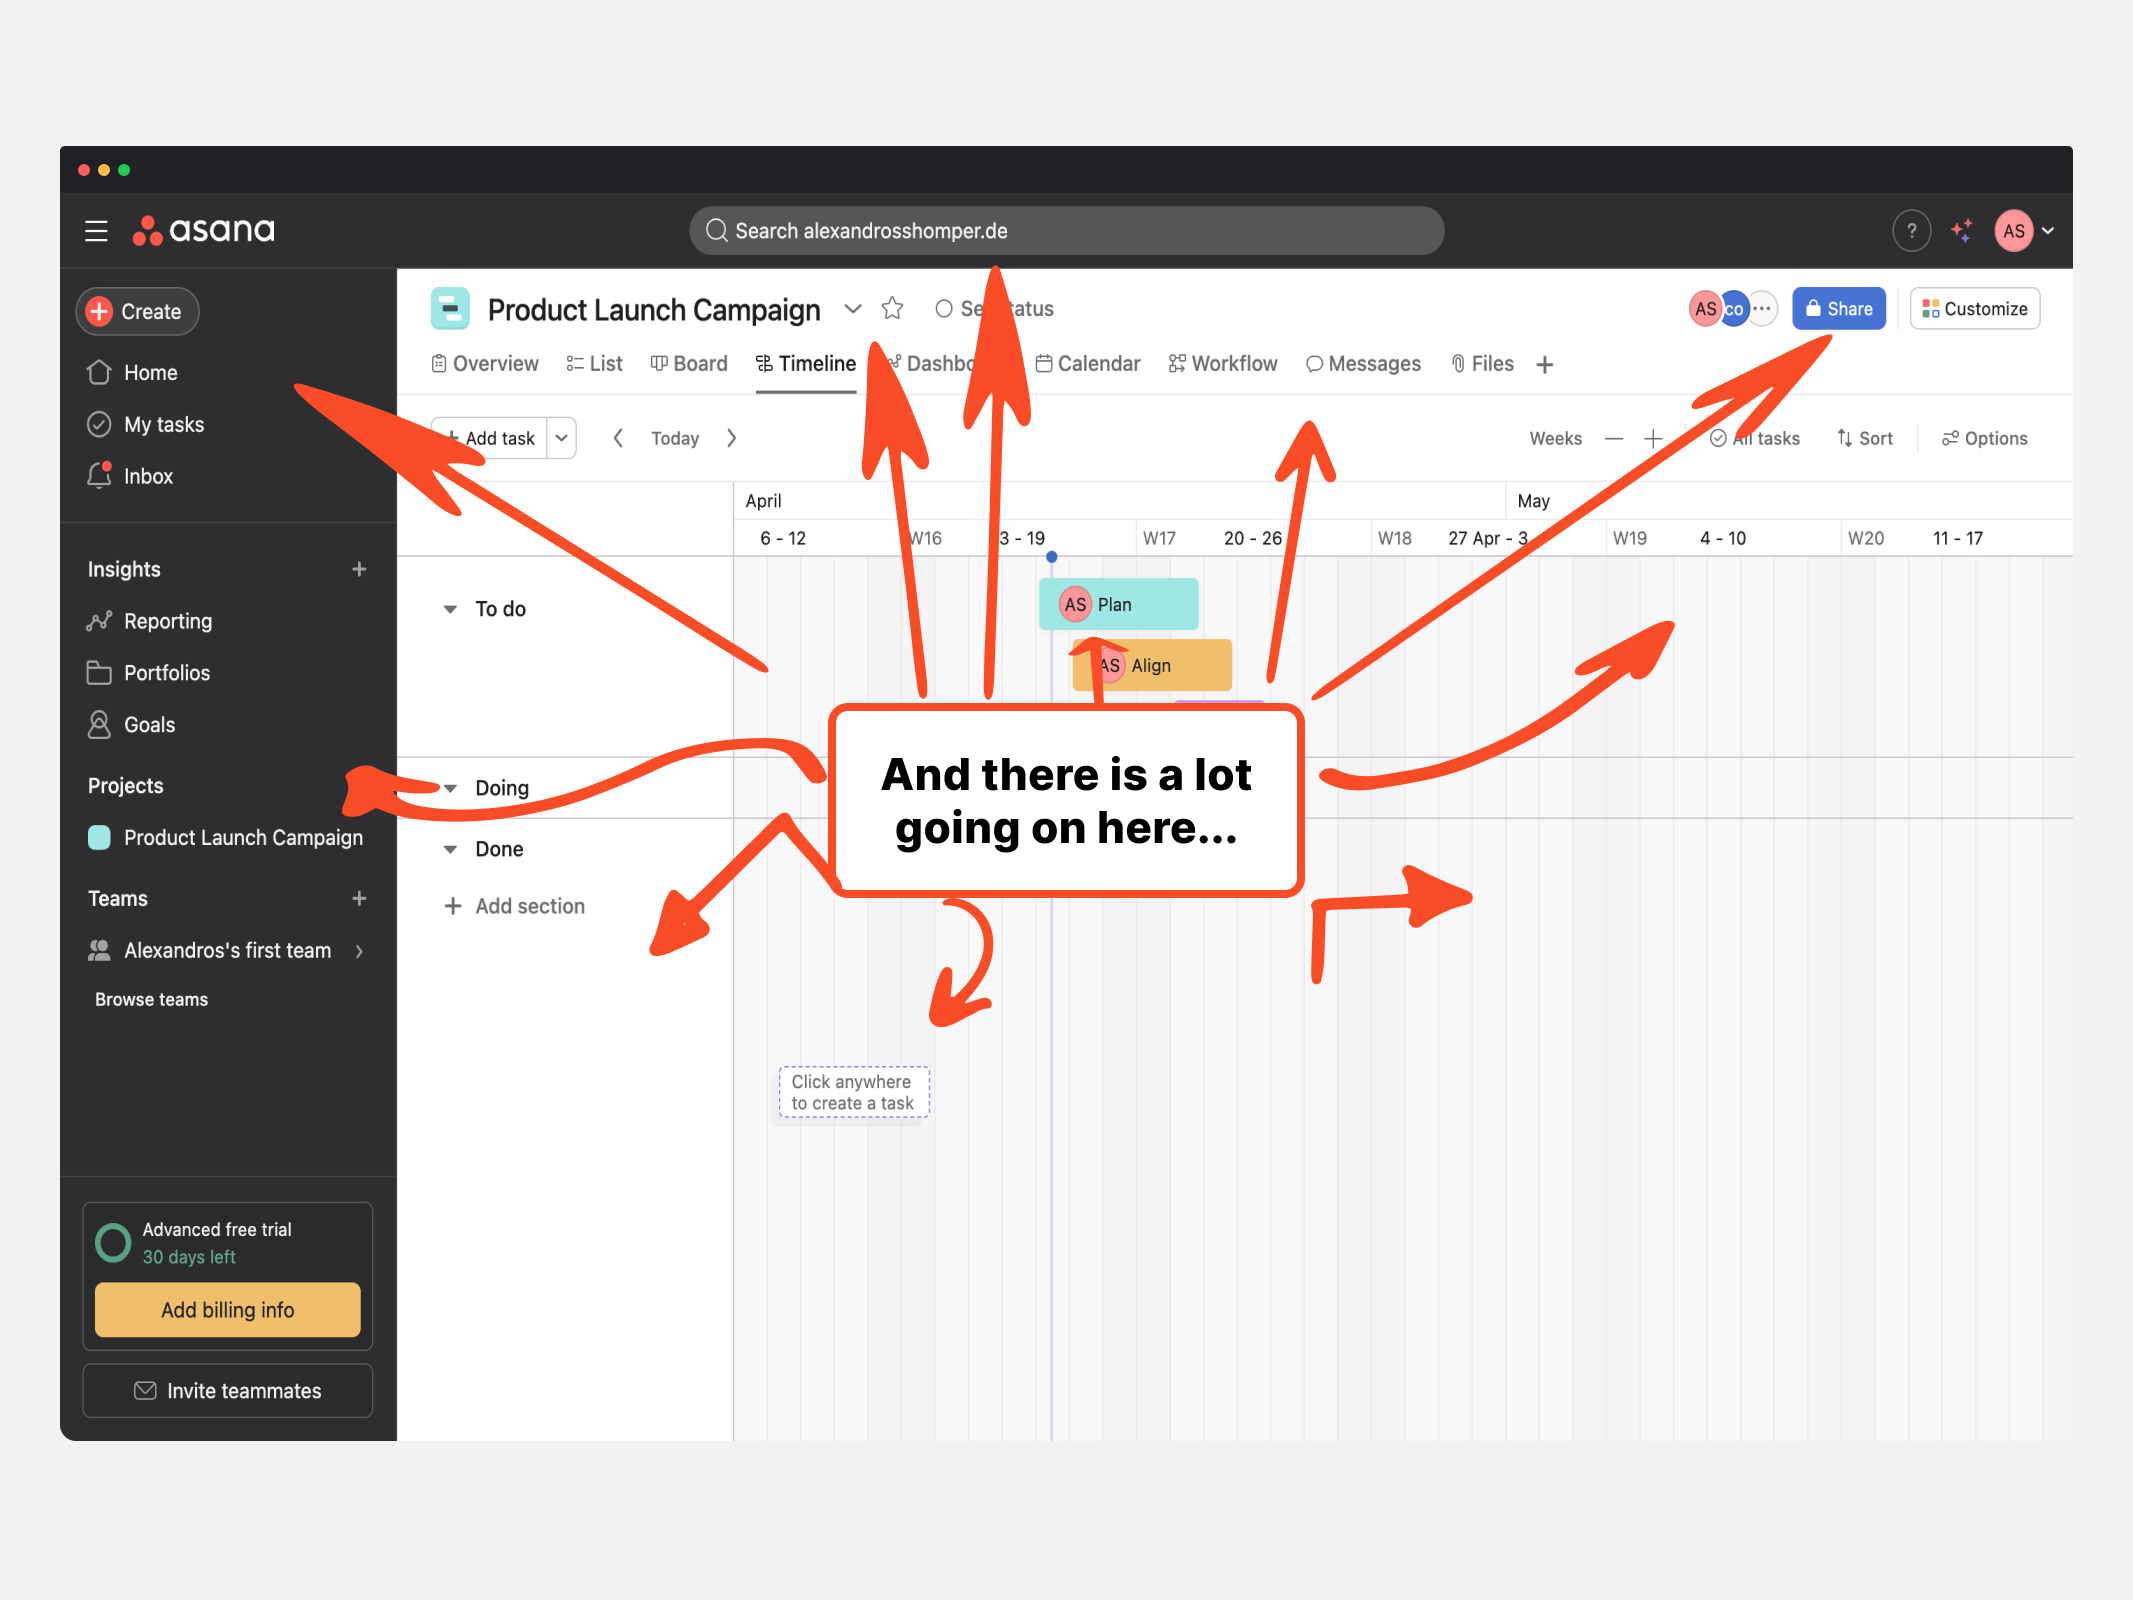 asana
Search alexandrosshomper.de
?
AS
Create
Home
My tasks
Inbox
Insights
Reporting
Portfolios
Goals
Projects
Product Launch Campaign
Teams
Alexandros's first team
Browse teams
Advanced free trial
30 days left
Add billing info
Invite teammates
Product Launch Campaign
AS co
Share
Customize
Overview List Board Timeline Calendar Workflow Messages Files
Add task
Today
Weeks
All tasks
Sort
Options
April May
6 - 12 W16 3 - 19 W17 20 - 26 W18 27 Apr - 3 W19 4 - 10 W20 11 - 17
To do
AS Plan
AS Align
Doing
Done
Add section
And there is a lot
going on here...
Click anywhere
to create a task